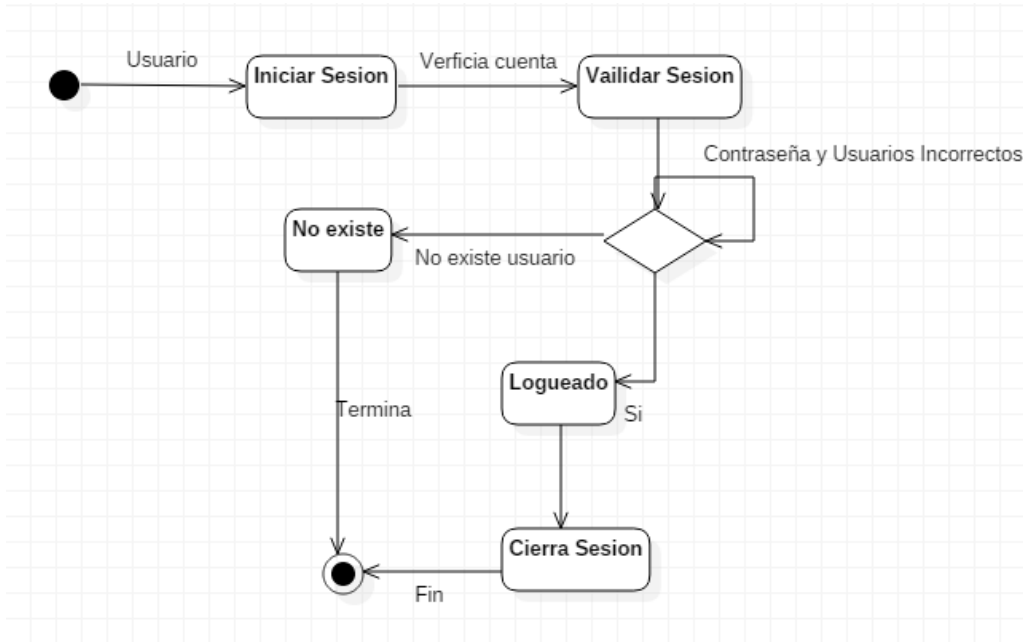 Usuario
Iniciar Sesion
Verficia cuenta
Vailidar Sesion
Contraseña y Usuarios Incorrectos
No existe
No existe usuario
Logueado
Si
Termina
Cierra Sesion
Fin